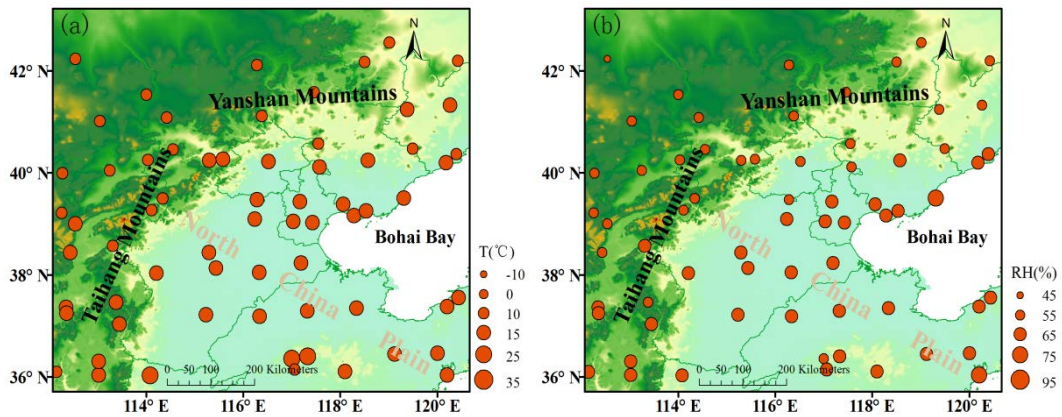 (a)
N
42° N
40° N
38° N
36° N
Yanshan Mountains
Taihang Mountains
Bohai Bay
North
China
Plain
T(℃)
-10
0
10
15
25
35
0 50 100 200 Kilometers
114° E
116° E
118° E
120° E
(b)
N
42° N
40° N
38° N
36° N
Yanshan Mountains
Taihang Mountains
Bohai Bay
North
China
Plain
RH(%)
45
55
65
75
95
0 50 100 200 Kilometers
114° E
116° E
118° E
120° E